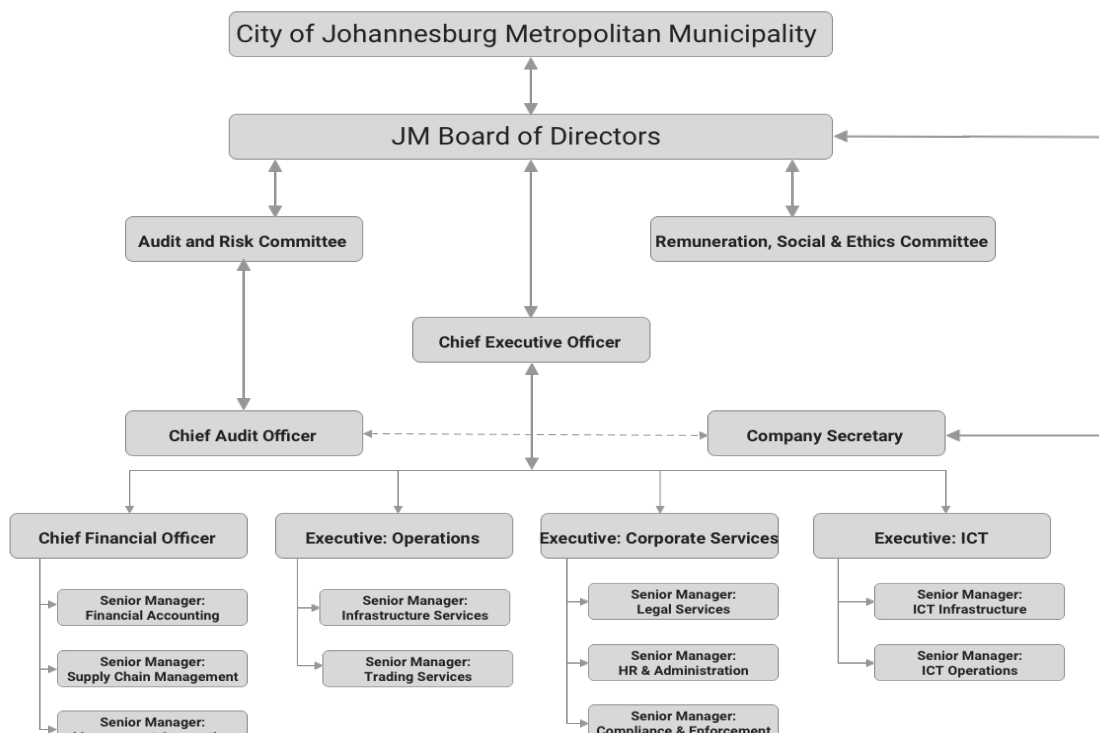 City of Johannesburg Metropolitan Municipality
JM Board of Directors
Audit and Risk Committee
Remuneration, Social & Ethics Committee
Chief Executive Officer
Chief Audit Officer
Company Secretary
Chief Financial Officer
Executive: Operations
Executive: Corporate Services
Executive: ICT
Senior Manager:
Financial Accounting
Senior Manager:
Infrastructure Services
Senior Manager:
Legal Services
Senior Manager:
ICT Infrastructure
Senior Manager:
Supply Chain Management
Senior Manager:
Trading Services
Senior Manager:
HR & Administration
Senior Manager:
ICT Operations
Senior Manager:
Senior Manager:
Compliance & Enforcement